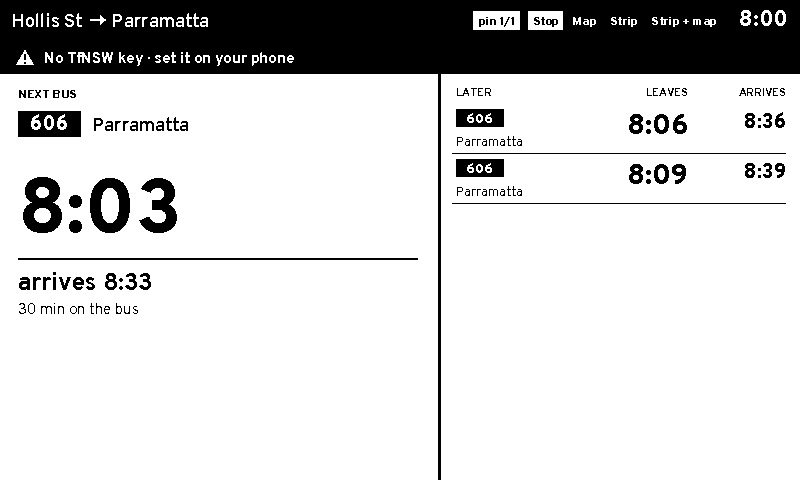 Hollis St → Parramatta
pin 1/1 Stop Map Strip Strip + map 8:00
No TfNSW key · set it on your phone
NEXT BUS
606 Parramatta
8:03
arrives 8:33
30 min on the bus
LATER LEAVES ARRIVES
606 8:06 8:36
Parramatta
606 8:09 8:39
Parramatta